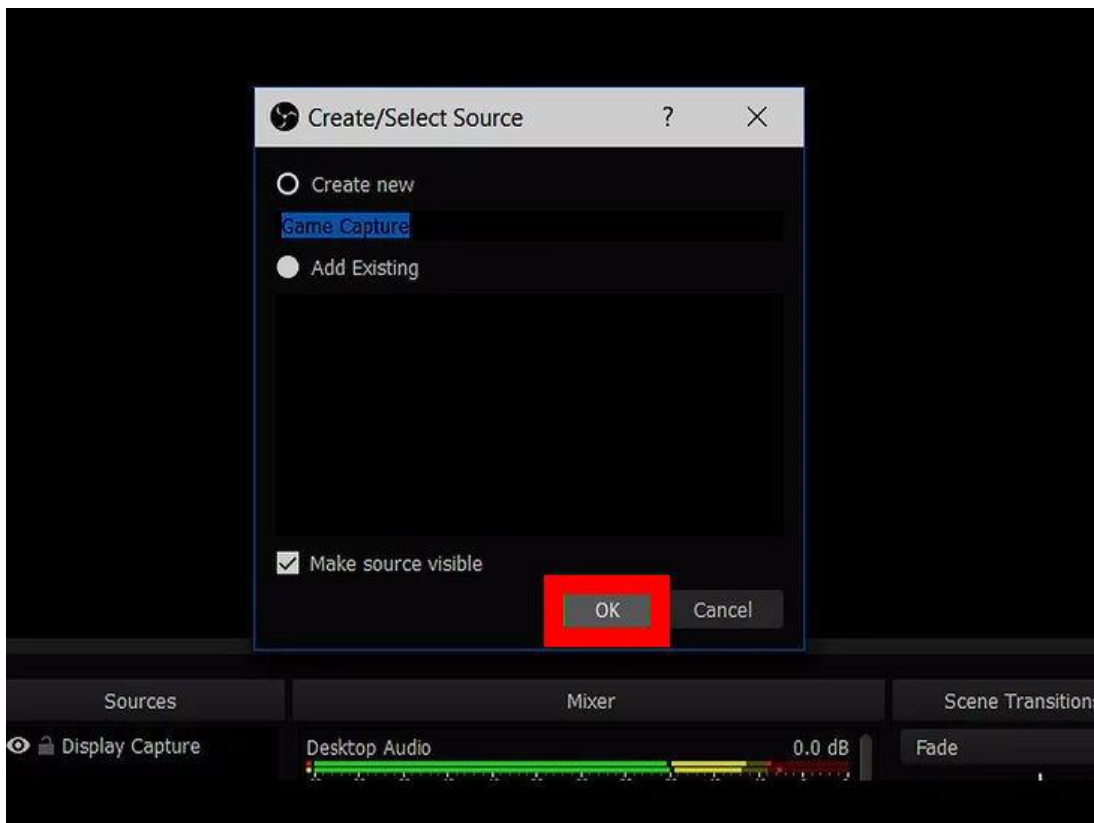 Create/Select Source ?
Create new
Game Capture
Add Existing
Make source visible
OK Cancel
Sources Mixer Scene Transition
Display Capture Desktop Audio 0.0 dB Fade